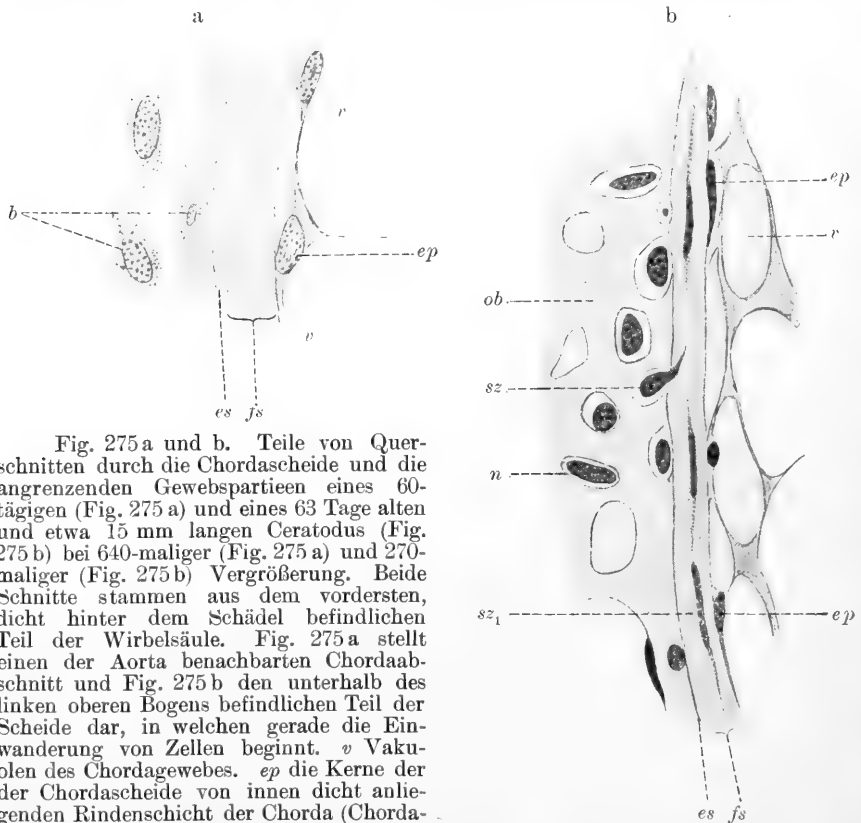 a
b
v
b
ep
es fs
v
ep
v
ob
sz
n
sz1
ep
es fs
Fig. 275 a und b. Teile von Quer-
schnitten durch die Chordascheide und die
angrenzenden Gewebspartieen eines 60-
tägigen (Fig. 275 a) und eines 63 Tage alten
und etwa 15 mm langen Ceratodus (Fig.
275 b) bei 640-maliger (Fig. 275 a) und 270-
maliger (Fig. 275 b) Vergrößerung. Beide
Schnitte stammen aus dem vordersten,
dicht hinter dem Schädel befindlichen
Teil der Wirbelsäule. Fig. 275 a stellt
einen der Aorta benachbarten Chordaab-
schnitt und Fig. 275 b den unterhalb des
linken oberen Bogens befindlichen Teil der
Scheide dar, in welchen gerade die Ein-
wanderung von Zellen beginnt. v Vaku-
olen des Chordagewebes. ep die Kerne der
der Chordascheide von innen dicht anlie-
genden Rindenschicht der Chorda (Chorda-